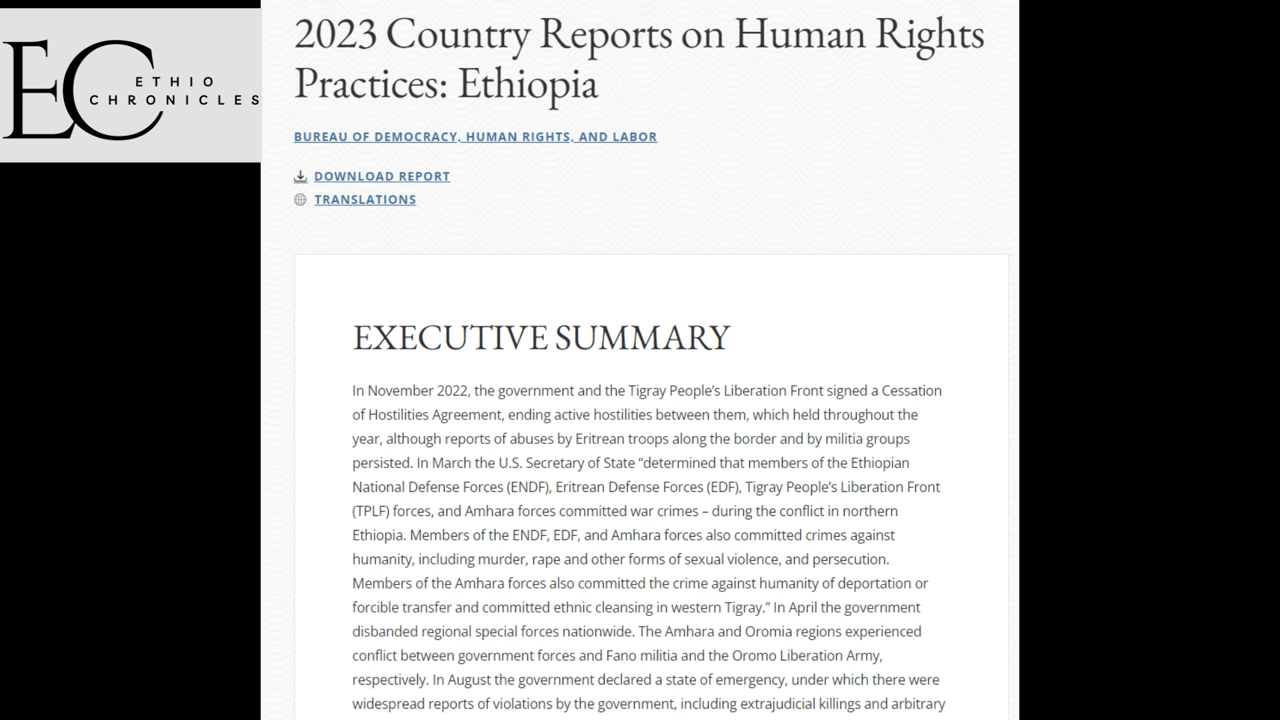 EC ETHIO
CHRONICLES
2023 Country Reports on Human Rights
Practices: Ethiopia
BUREAU OF DEMOCRACY, HUMAN RIGHTS, AND LABOR
DOWNLOAD REPORT
TRANSLATIONS
EXECUTIVE SUMMARY
In November 2022, the government and the Tigray People’s Liberation Front signed a Cessation
of Hostilities Agreement, ending active hostilities between them, which held throughout the
year, although reports of abuses by Eritrean troops along the border and by militia groups
persisted. In March the U.S. Secretary of State “determined that members of the Ethiopian
National Defense Forces (ENDF), Eritrean Defense Forces (EDF), Tigray People’s Liberation Front
(TPLF) forces, and Amhara forces committed war crimes – during the conflict in northern
Ethiopia. Members of the ENDF, EDF, and Amhara forces also committed crimes against
humanity, including murder, rape and other forms of sexual violence, and persecution.
Members of the Amhara forces also committed the crime against humanity of deportation or
forcible transfer and committed ethnic cleansing in western Tigray.” In April the government
disbanded regional special forces nationwide. The Amhara and Oromia regions experienced
conflict between government forces and Fano militia and the Oromo Liberation Army,
respectively. In August the government declared a state of emergency, under which there were
widespread reports of violations by the government, including extrajudicial killings and arbitrary